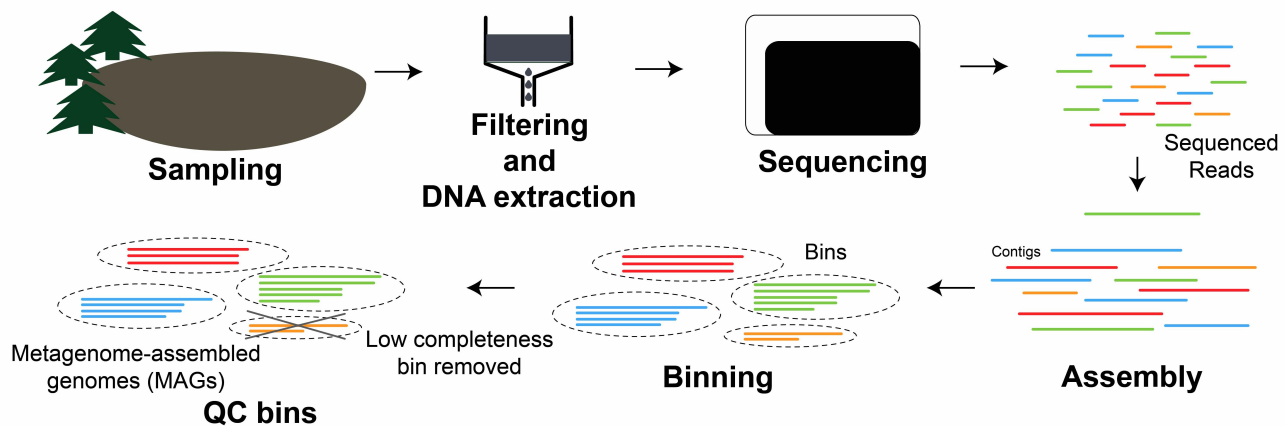 Sampling
Filtering
and
DNA extraction
Sequencing
Sequenced
Reads
Contigs
Assembly
Bins
Binning
Low completeness
bin removed
Metagenome-assembled
genomes (MAGs)
QC bins